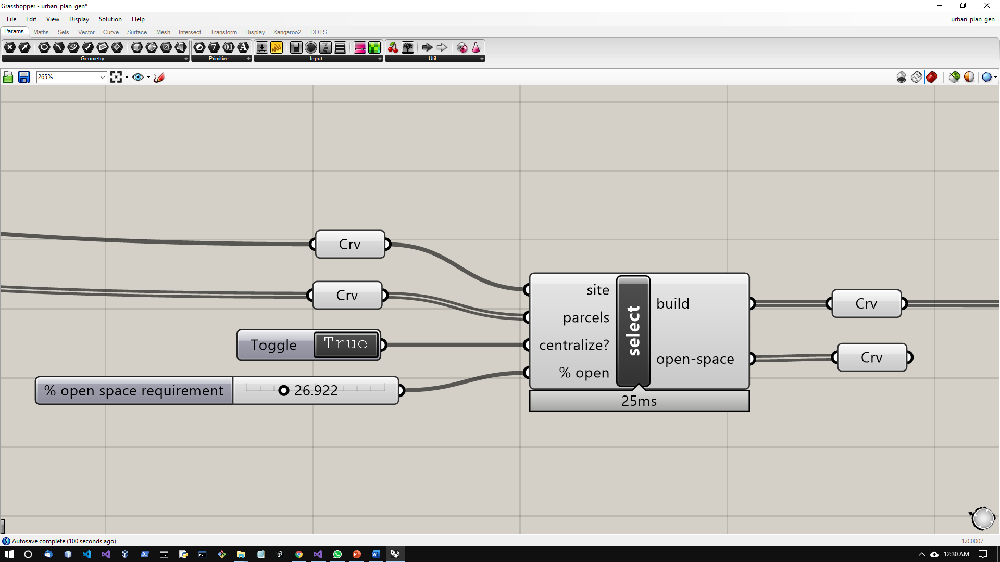 Grasshopper - urban_plan_gen*
File Edit View Display Solution Help urban_plan_gen
Params Maths Sets Vector Curve Surface Mesh Intersect Transform Display Kangaroo2 DOTS
Geometry Primitive Input Util
265%
Crv
site
Crv
build
Crv
parcels
Toggle True
centralize?
select
open-space
Crv
% open
% open space requirement 26.922
25ms
Autosave complete (100 seconds ago) 1.0.0007
12:30 AM